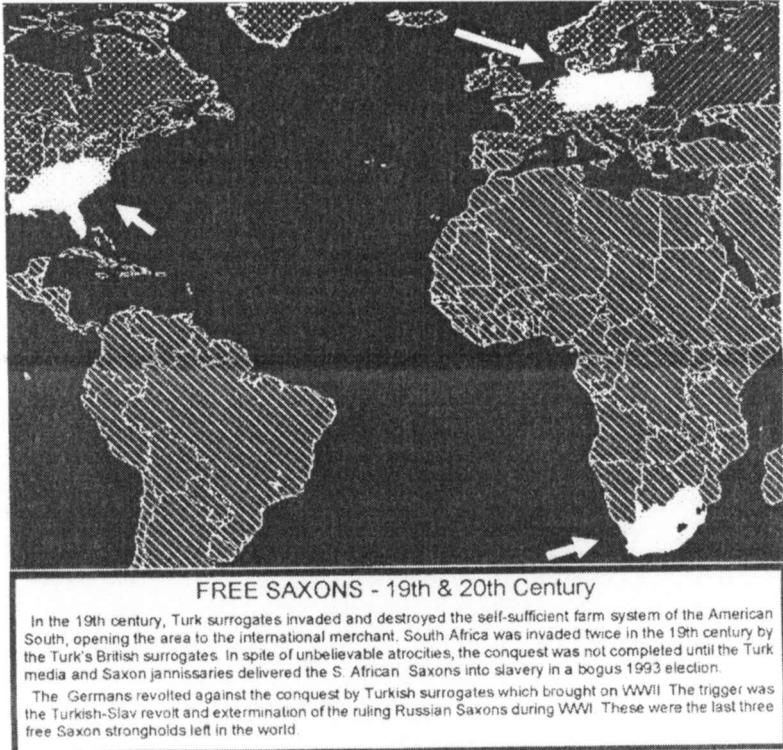 FREE SAXONS - 19th & 20th Century
In the 19th century, Turk surrogates invaded and destroyed the self-sufficient farm system of the American
South, opening the area to the international merchant. South Africa was invaded twice in the 19th century by
the Turk's British surrogates. In spite of unbelievable atrocities, the conquest was not completed until the Turk
media and Saxon jannissaries delivered the S. African Saxons into slavery in a bogus 1993 election.
The Germans revolted against the conquest by Turkish surrogates which brought on WWII. The trigger was
the Turkish-Slav revolt and extermination of the ruling Russian Saxons during WWI. These were the last three
free Saxon strongholds left in the world.